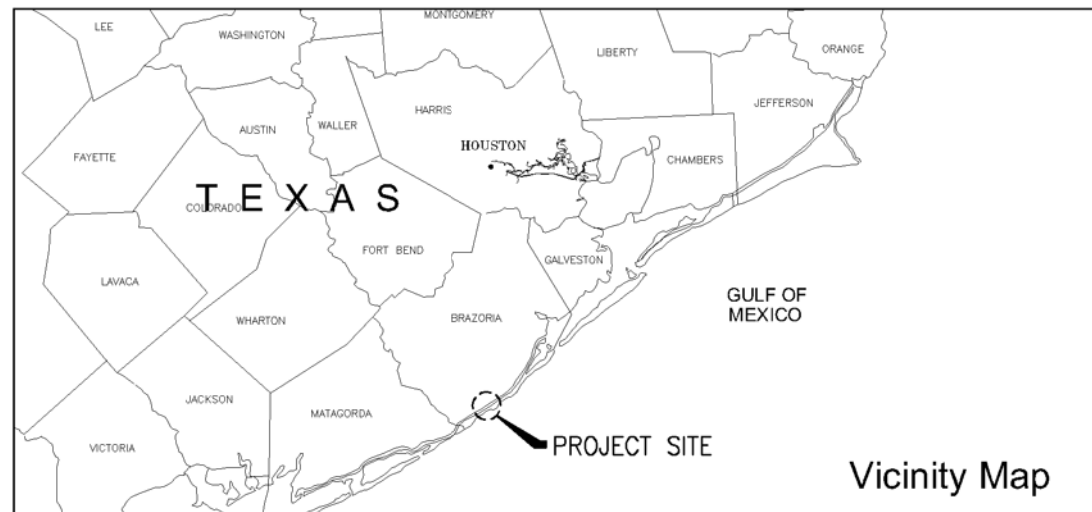 LEE
WASHINGTON
MONTGOMERY
LIBERTY
ORANGE
JEFFERSON
HARRIS
WALLER
AUSTIN
HOUSTON
FAYETTE
CHAMBERS
TEXAS
COLORADO
FORT BEND
GALVESTON
LAVACA
GULF OF
MEXICO
WHARTON
BRAZORIA
JACKSON
MATAGORDA
VICTORIA
PROJECT SITE
Vicinity Map